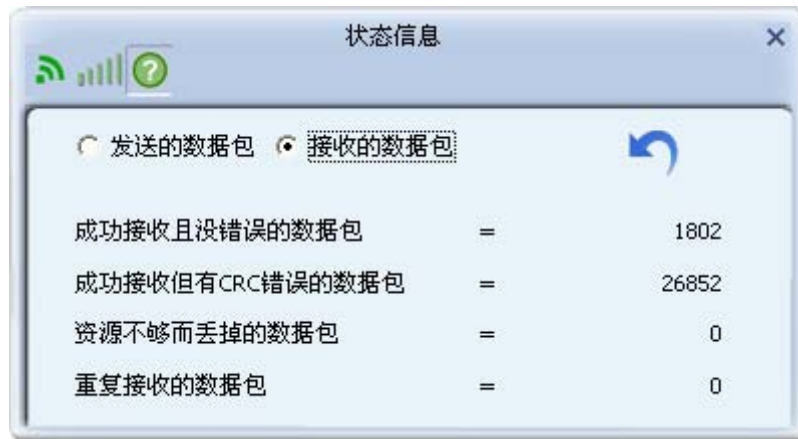 状态信息
发送的数据包 接收的数据包
成功接收且没错误的数据包 = 1802
成功接收但有CRC错误的数据包 = 26852
资源不够而丢掉的数据包 = 0
重复接收的数据包 = 0